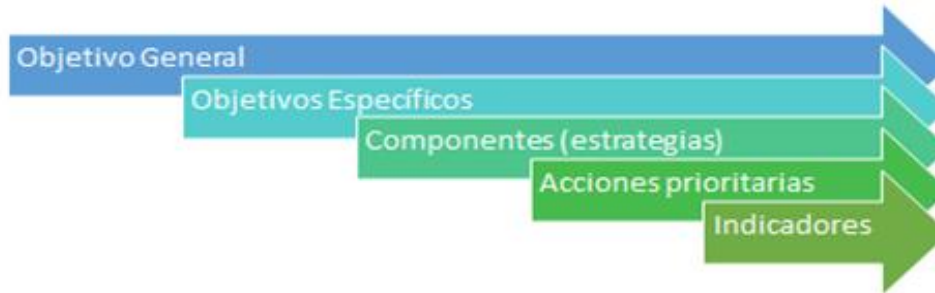 Objetivo General
Objetivos Específicos
Componentes (estrategias)
Acciones prioritarias
Indicadores